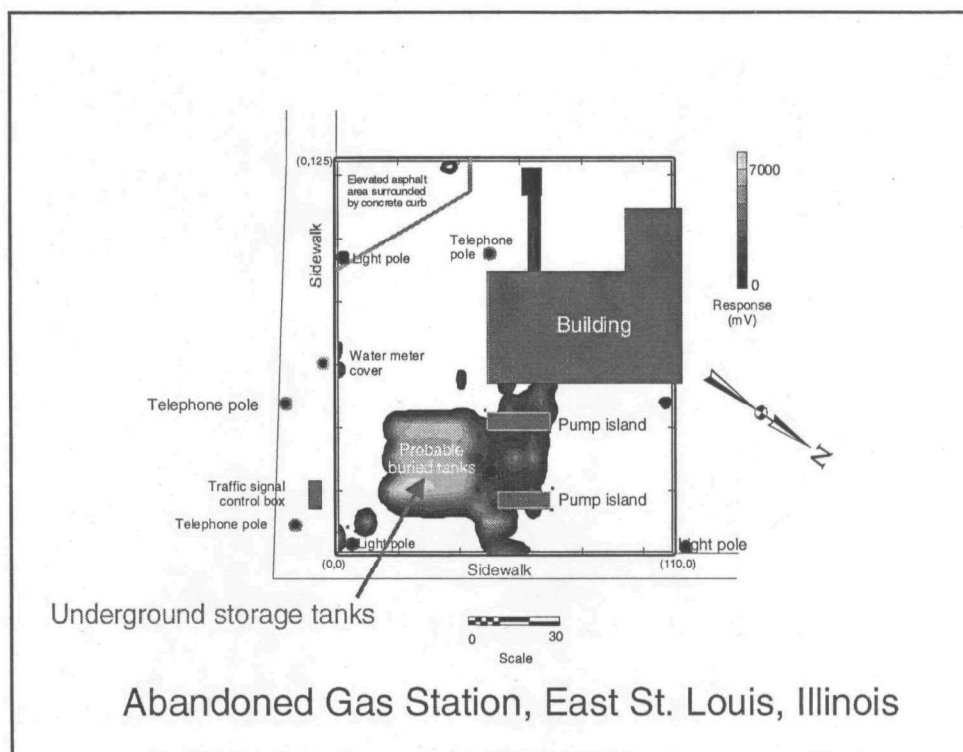 (0,125)
Elevated asphalt
area surrounded
by concrete curb
7000
Sidewalk
Telephone
pole
Light pole
0
Response
(mV)
Building
Water meter
cover
Telephone pole
Pump island
N
Probable
buried tanks
Traffic signal
control box
Pump island
Telephone pole
Light pole
Light pole
(0,0)
Sidewalk
(110,0)
Underground storage tanks
0
30
Scale
Abandoned Gas Station, East St. Louis, Illinois